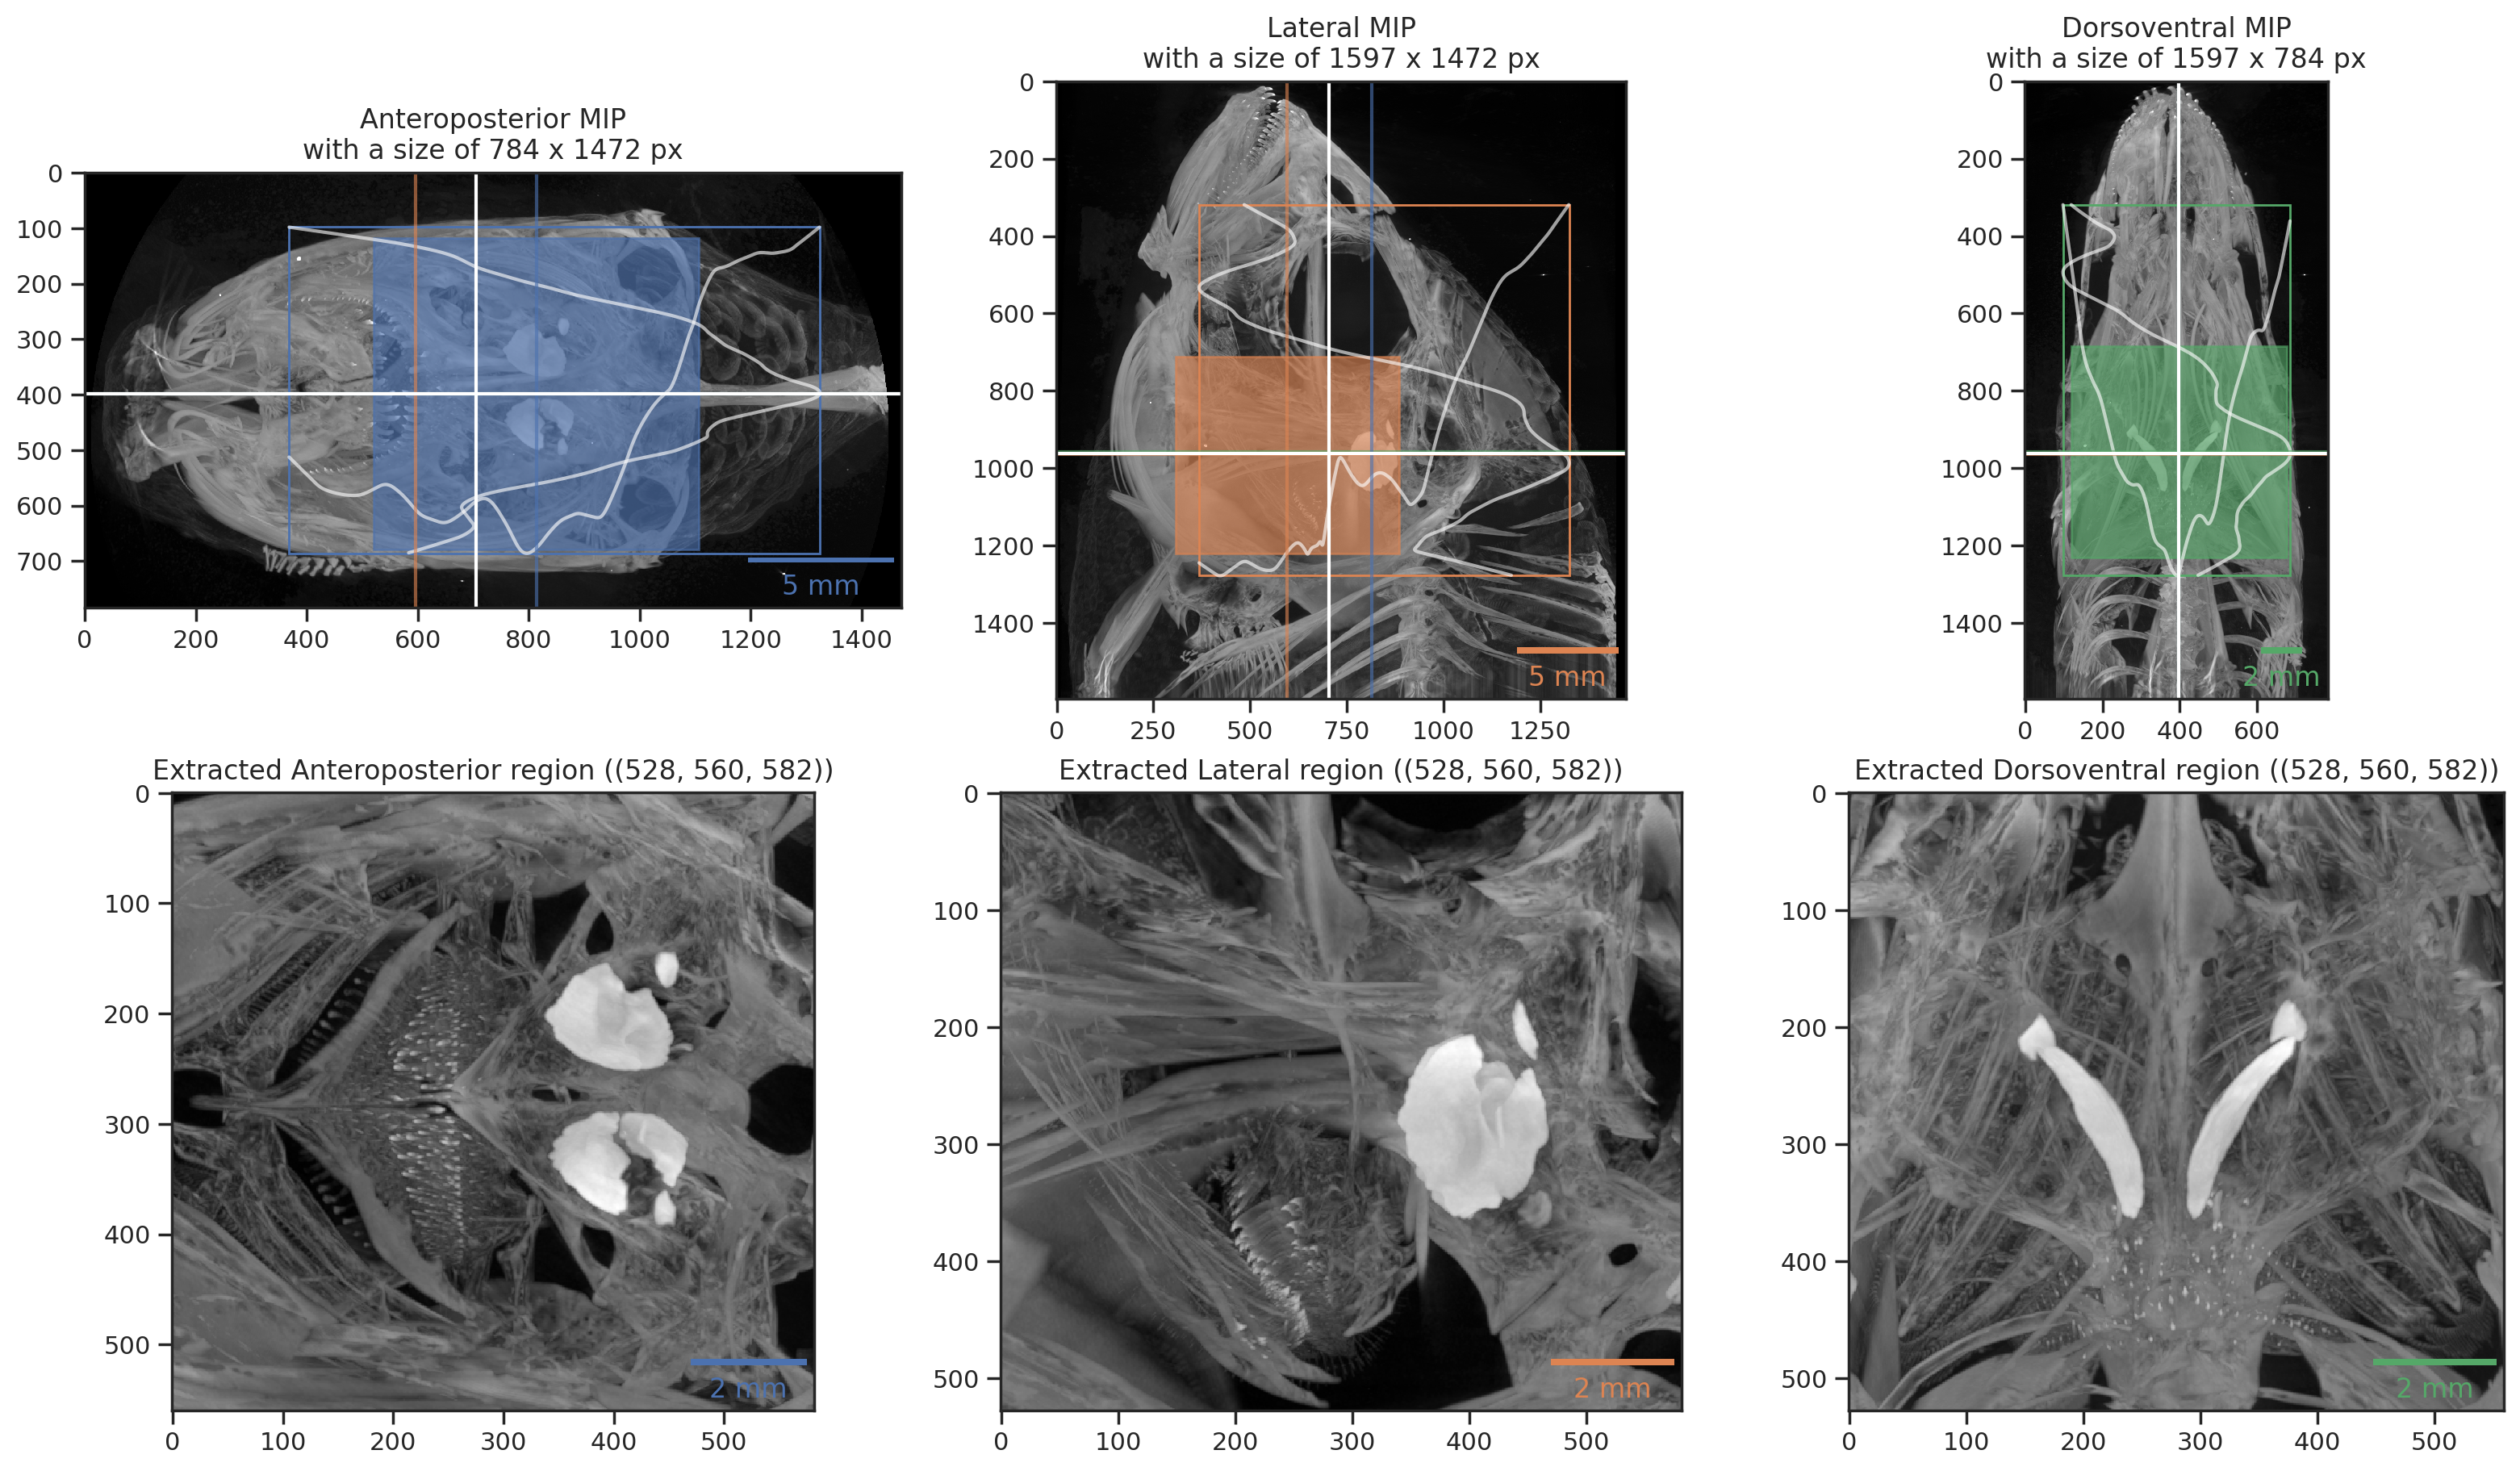 Anteroposterior MIP
with a size of 784 x 1472 px
0
100
200
300
400
500
600
700
5 mm
0 200 400 600 800 1000 1200 1400
Lateral MIP
with a size of 1597 x 1472 px
0
200
400
600
800
1000
1200
1400
5 mm
0 250 500 750 1000 1250
Dorsoventral MIP
with a size of 1597 x 784 px
0
200
400
600
800
1000
1200
1400
2 mm
0 200 400 600
Extracted Anteroposterior region ((528, 560, 582))
0
100
200
300
400
500
2 mm
0 100 200 300 400 500
Extracted Lateral region ((528, 560, 582))
0
100
200
300
400
500
2 mm
0 100 200 300 400 500
Extracted Dorsoventral region ((528, 560, 582))
0
100
200
300
400
500
2 mm
0 100 200 300 400 500